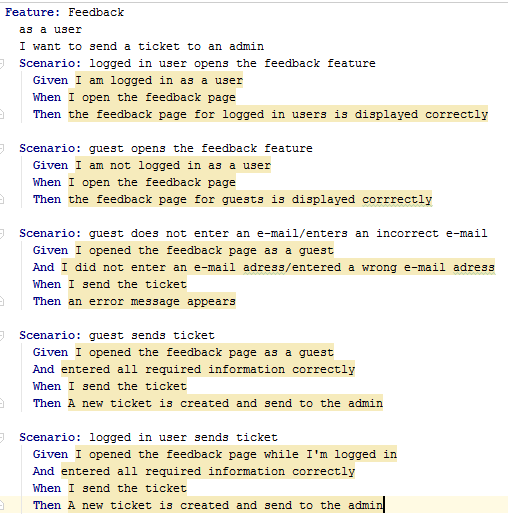 Feature: Feedback
as a user
I want to send a ticket to an admin
Scenario: logged in user opens the feedback feature
Given I am logged in as a user
When I open the feedback page
Then the feedback page for logged in users is displayed correctly
Scenario: guest opens the feedback feature
Given I am not logged in as a user
When I open the feedback page
Then the feedback page for guests is displayed corrrectly
Scenario: guest does not enter an e-mail/enters an incorrect e-mail
Given I opened the feedback page as a guest
And I did not enter an e-mail adress/entered a wrong e-mail adress
When I send the ticket
Then an error message appears
Scenario: guest sends ticket
Given I opened the feedback page as a guest
And entered all required information correctly
When I send the ticket
Then A new ticket is created and send to the admin
Scenario: logged in user sends ticket
Given I opened the feedback page while I'm logged in
And entered all required information correctly
When I send the ticket
Then A new ticket is created and send to the admin